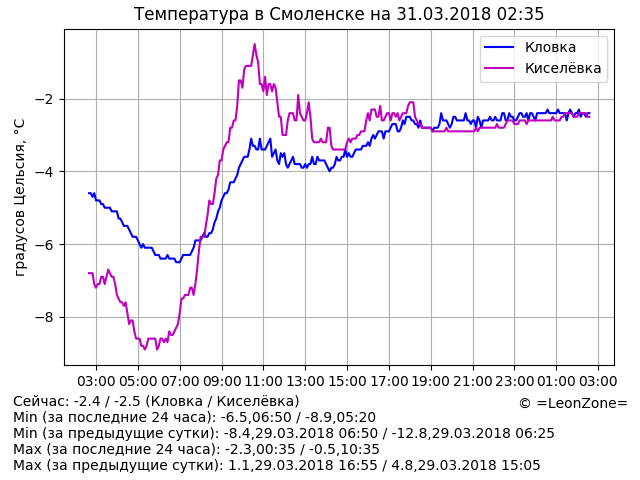 Температура в Смоленске на 31.03.2018 02:35
Кловка
Киселёвка
градусов Цельсия, °C
−2
−4
−6
−8
03:00 05:00 07:00 09:00 11:00 13:00 15:00 17:00 19:00 21:00 23:00 01:00 03:00
Сейчас: -2.4 / -2.5 (Кловка / Киселёвка)
© =LeonZone=
Min (за последние 24 часа): -6.5,06:50 / -8.9,05:20
Min (за предыдущие сутки): -8.4,29.03.2018 06:50 / -12.8,29.03.2018 06:25
Max (за последние 24 часа): -2.3,00:35 / -0.5,10:35
Max (за предыдущие сутки): 1.1,29.03.2018 16:55 / 4.8,29.03.2018 15:05